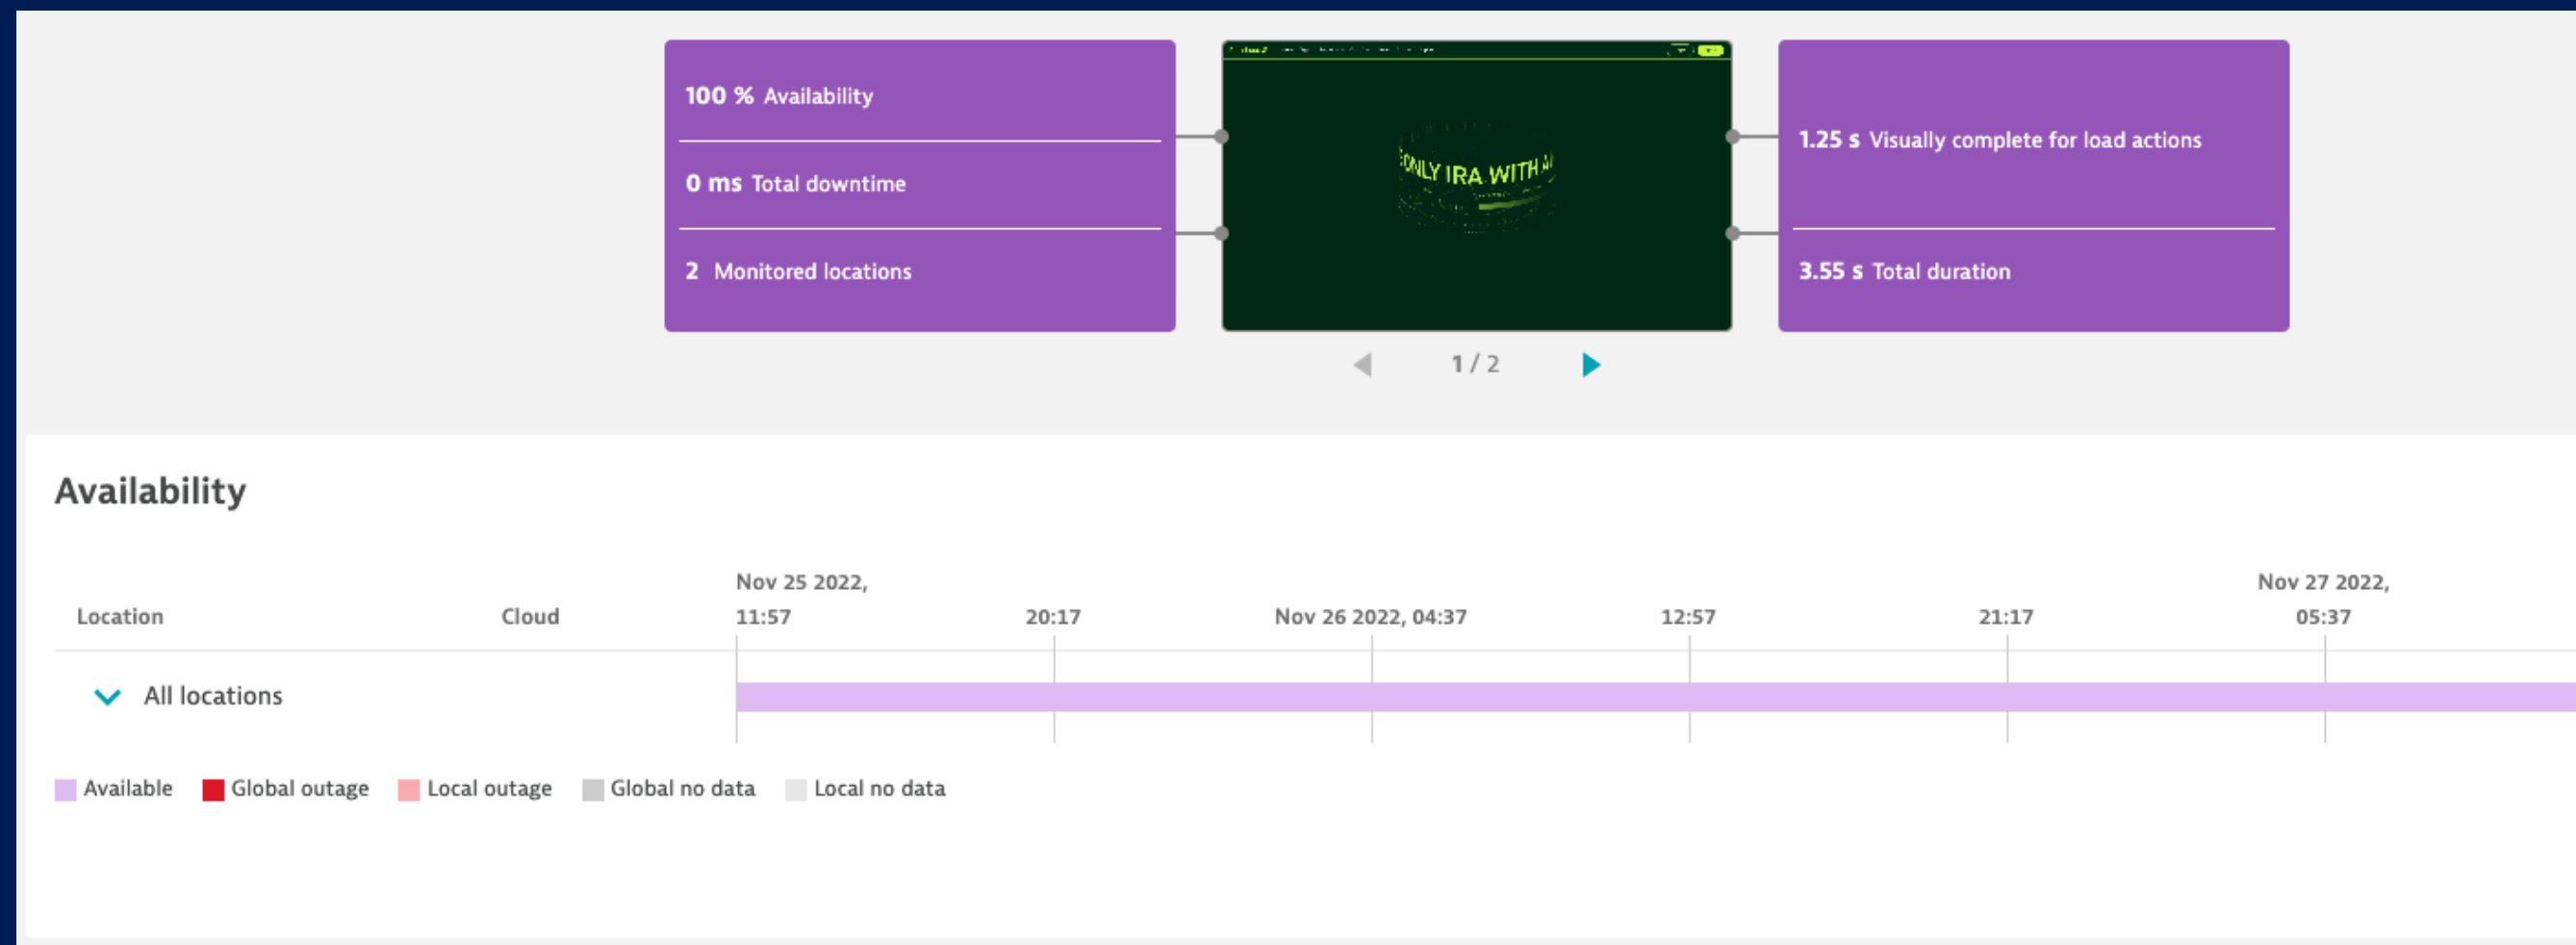 100 % Availability
0 ms Total downtime
2 Monitored locations
ONLY IRA WITH
1.25 s Visually complete for load actions
3.55 s Total duration
1 / 2
Availability
Location Cloud Nov 25 2022, 11:57 20:17 Nov 26 2022, 04:37 12:57 21:17 Nov 27 2022, 05:37
All locations
Available Global outage Local outage Global no data Local no data